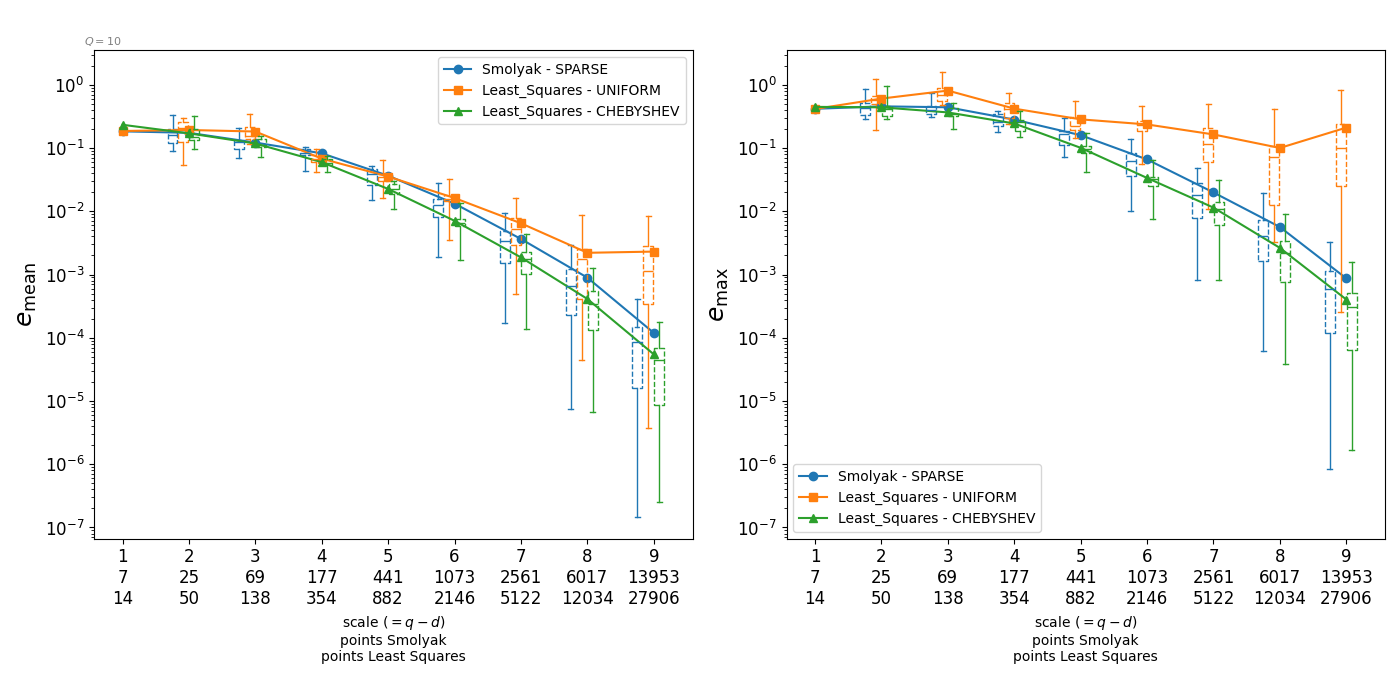 Q = 10
Smolyak - SPARSE
Least_Squares - UNIFORM
Least_Squares - CHEBYSHEV
10^0
10^-1
10^-2
10^-3
10^-4
10^-5
10^-6
10^-7
e_mean
1 2 3 4 5 6 7 8 9
7 25 69 177 441 1073 2561 6017 13953
14 50 138 354 882 2146 5122 12034 27906
scale (= q − d)
points Smolyak
points Least Squares
10^0
10^-1
10^-2
10^-3
10^-4
10^-5
10^-6
10^-7
e_max
Smolyak - SPARSE
Least_Squares - UNIFORM
Least_Squares - CHEBYSHEV
1 2 3 4 5 6 7 8 9
7 25 69 177 441 1073 2561 6017 13953
14 50 138 354 882 2146 5122 12034 27906
scale (= q − d)
points Smolyak
points Least Squares